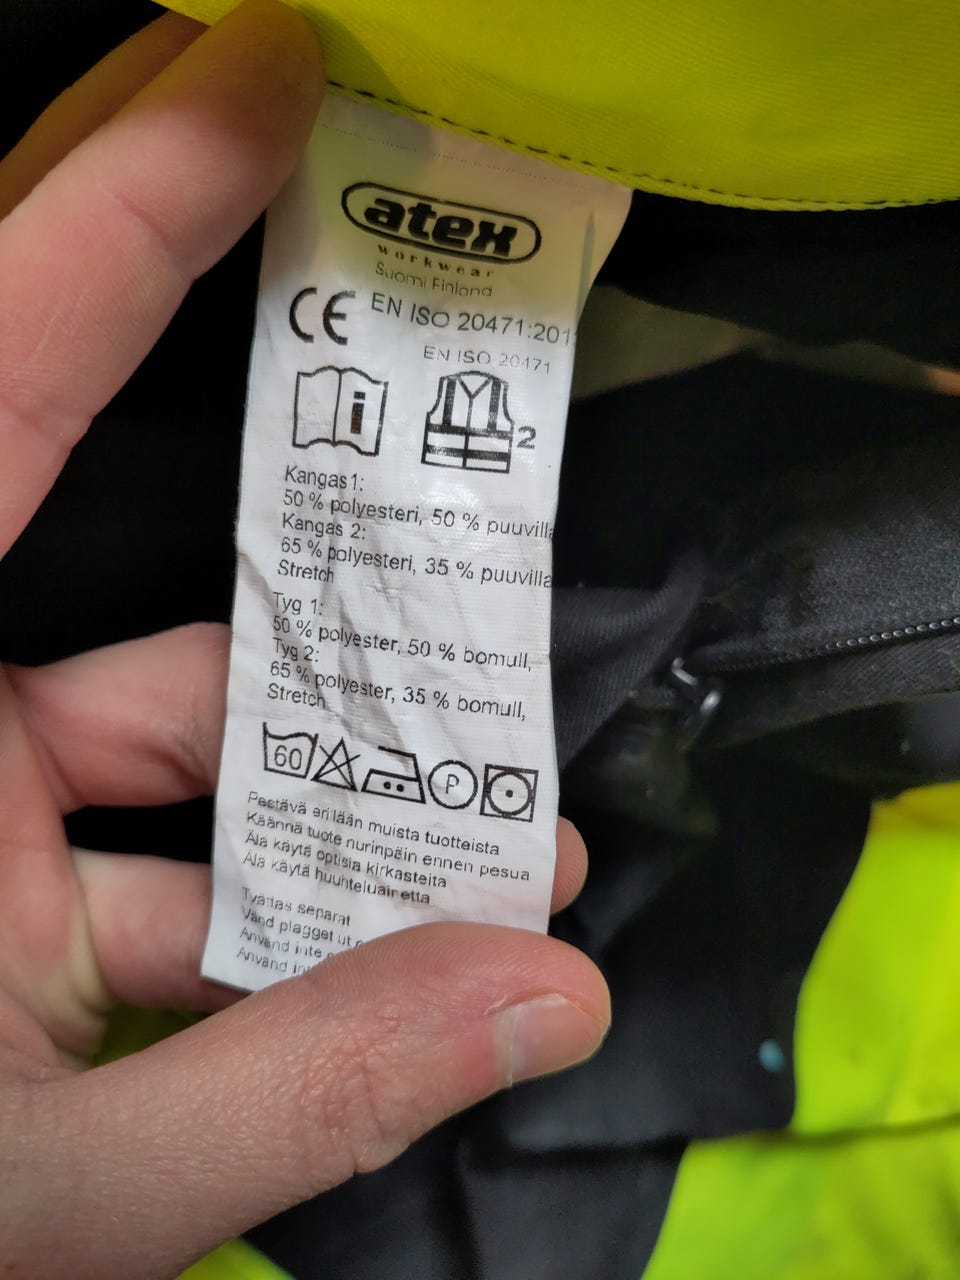 atex
workwear
Suomi Finland
CE EN ISO 20471:201
EN ISO 20471
i
2
Kangas 1:
50 % polyesteri, 50 % puuvilla
Kangas 2:
65 % polyesteri, 35 % puuvilla
Stretch
Tyg 1:
50 % polyester, 50 % bomull,
Tyg 2:
65 % polyester, 35 % bomull,
Stretch
60 P
Pestävä erillään muista tuotteista
Käännä tuote nurinpäin ennen pesua
Älä käytä optisia kirkasteita
Älä käytä huuhteluainetta
Tvättas separat
Vänd plagget ut
Använd inte
Använd